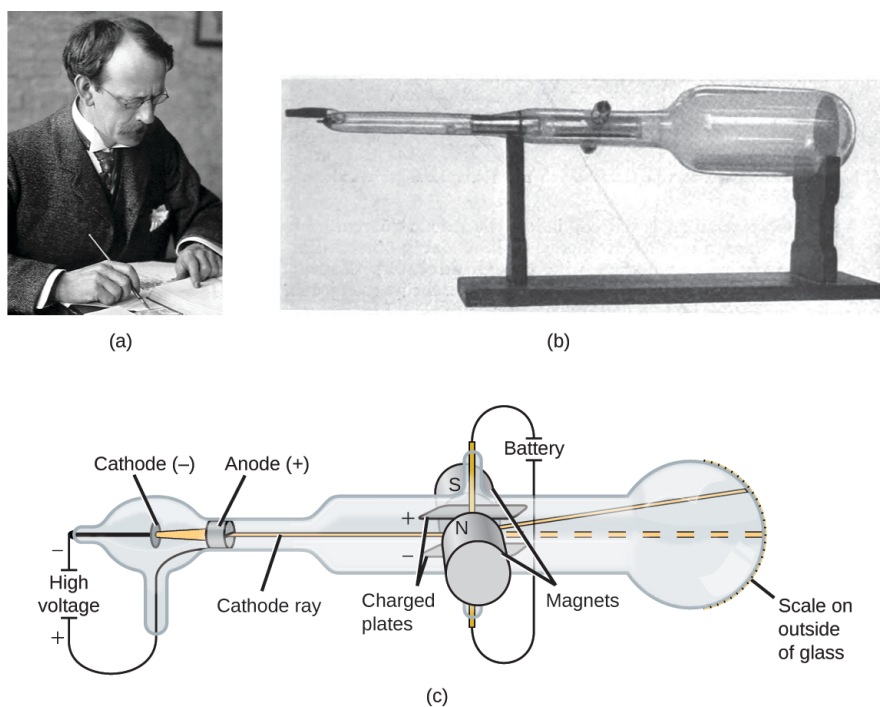 (a)
(b)
Battery
Cathode (–)
Anode (+)
S
+
N
–
–
High
voltage
+
Cathode ray
Charged
plates
Magnets
Scale on
outside
of glass
(c)